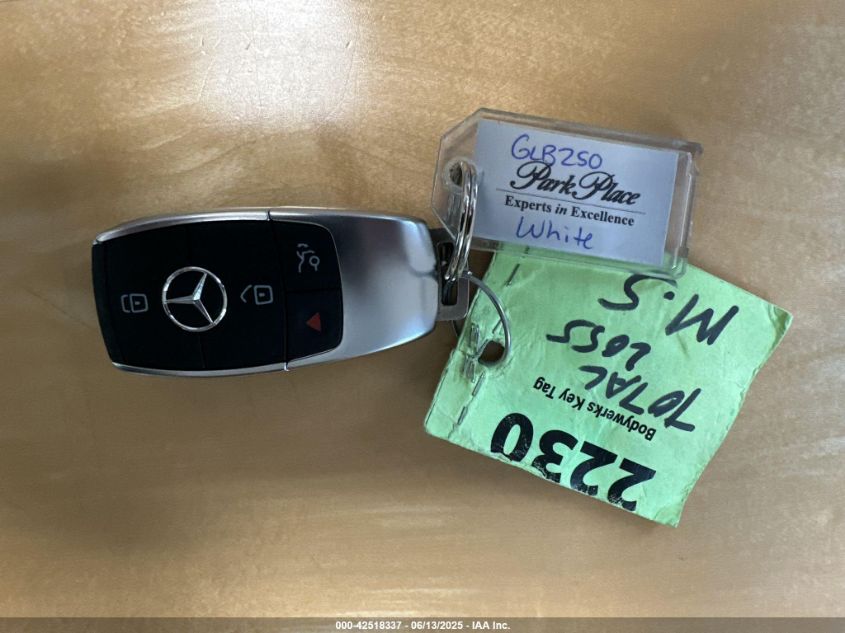 GLB250
Park Place
Experts in Excellence
White
M.S
TOTAL LOSS
Bodywerks Key Tag
2230
000-42518337 - 06/13/2025 - IAA Inc.